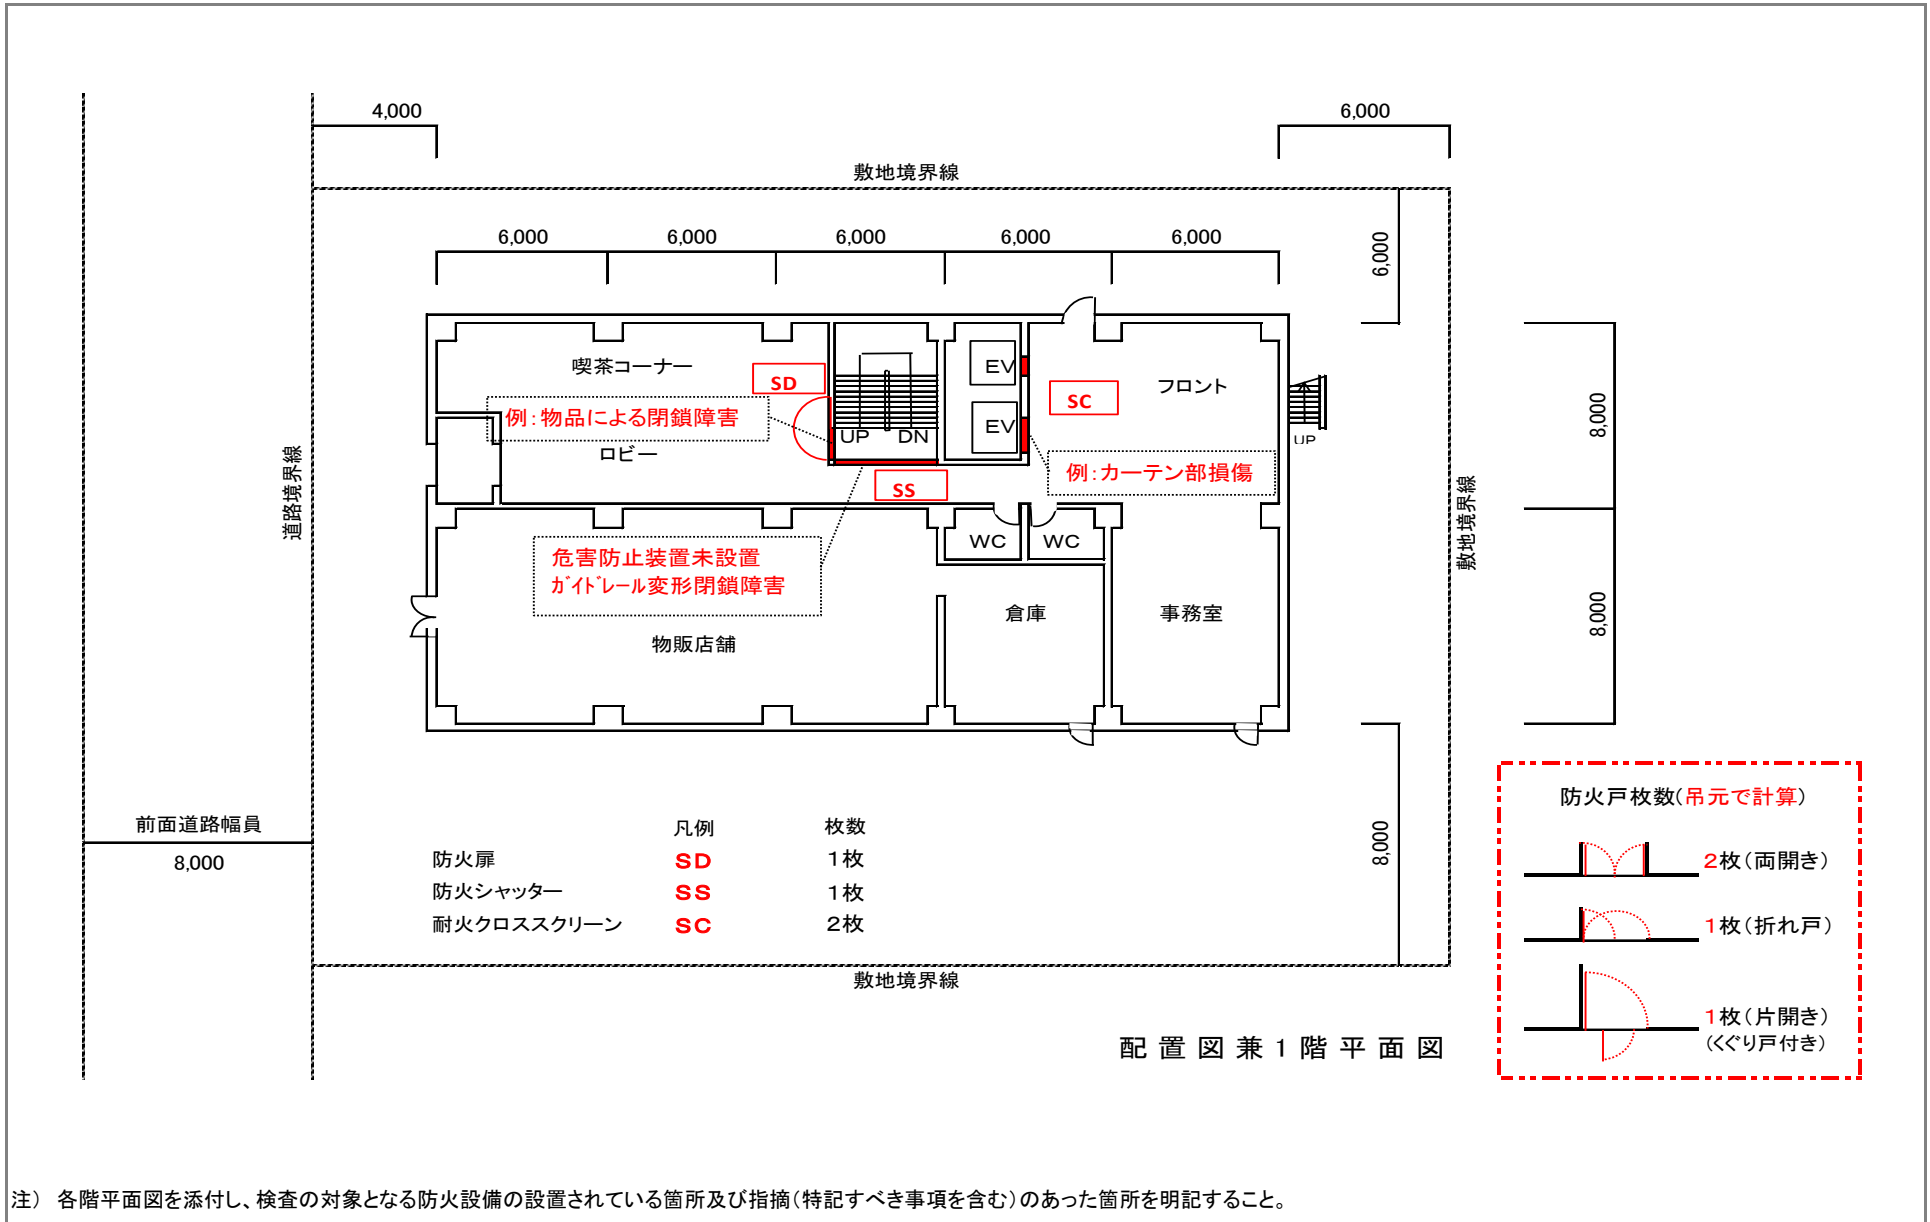 4,000
6,000
敷地境界線
6,000
6,000
6,000
6,000
6,000
6,000
喫茶コーナー
SD
EV
SC
フロント
例：物品による閉鎖障害
UP
DN
EV
UP
ロビー
例：カーテン部損傷
SS
8,000
道路境界線
敷地境界線
WC
WC
危害防止装置未設置
ｶﾞｲﾄﾞﾚｰﾙ変形閉鎖障害
倉庫
事務室
8,000
物販店舗
前面道路幅員
8,000
8,000
凡例 枚数
防火扉 SD 1枚
防火シャッター SS 1枚
耐火クロススクリーン SC 2枚
敷地境界線
防火戸枚数（吊元で計算）
2枚（両開き）
1枚（折れ戸）
1枚（片開き）
（くぐり戸付き）
配置図兼1階平面図
注） 各階平面図を添付し、検査の対象となる防火設備の設置されている箇所及び指摘（特記すべき事項を含む）のあった箇所を明記すること。